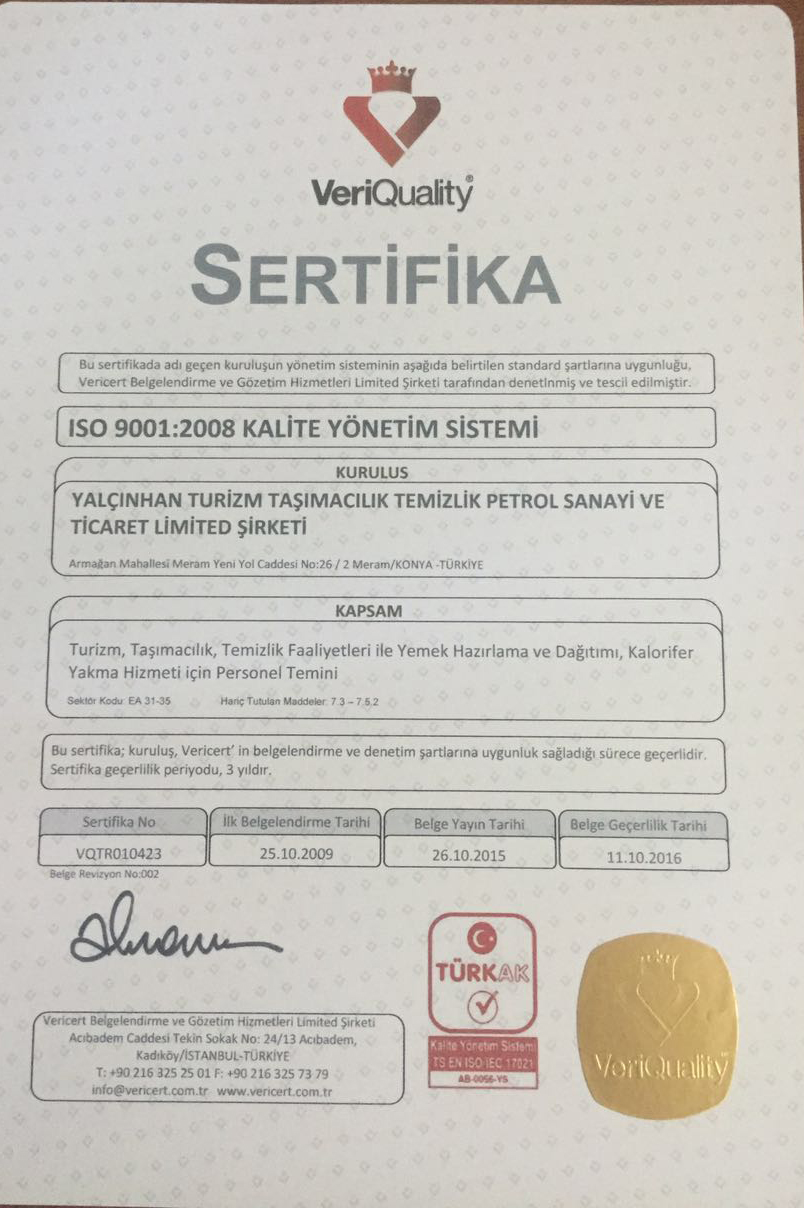 VeriQuality®
SERTİFİKA
Bu sertifikada adı geçen kuruluşun yönetim sisteminin aşağıda belirtilen standard şartlarına uygunluğu,
Vericert Belgelendirme ve Gözetim Hizmetleri Limited Şirketi tarafından denetlnmiş ve tescil edilmiştir.
ISO 9001:2008 KALİTE YÖNETİM SİSTEMİ
KURULUS
YALÇINHAN TURİZM TAŞIMACILIK TEMİZLİK PETROL SANAYİ VE
TİCARET LİMİTED ŞİRKETİ
Armağan Mahallesi Meram Yeni Yol Caddesi No:26 / 2 Meram/KONYA -TÜRKİYE
KAPSAM
Turizm, Taşımacılık, Temizlik Faaliyetleri ile Yemek Hazırlama ve Dağıtımı, Kalorifer
Yakma Hizmeti için Personel Temini
Sektör Kodu: EA 31-35 Hariç Tutulan Maddeler: 7.3 – 7.5.2
Bu sertifika; kuruluş, Vericert' in belgelendirme ve denetim şartlarına uygunluk sağladığı sürece geçerlidir.
Sertifika geçerlilik periyodu, 3 yıldır.
Sertifika No İlk Belgelendirme Tarihi Belge Yayın Tarihi Belge Geçerlilik Tarihi
VQTR010423 25.10.2009 26.10.2015 11.10.2016
Belge Revizyon No:002
TÜRKAK
Kalite Yönetim Sistemi
TS EN ISO IEC 17021
AB-0056-YS
VeriQuality
Vericert Belgelendirme ve Gözetim Hizmetleri Limited Şirketi
Acıbadem Caddesi Tekin Sokak No: 24/13 Acıbadem,
Kadıköy/İSTANBUL-TÜRKİYE
T: +90 216 325 25 01 F: +90 216 325 73 79
info@vericert.com.tr www.vericert.com.tr